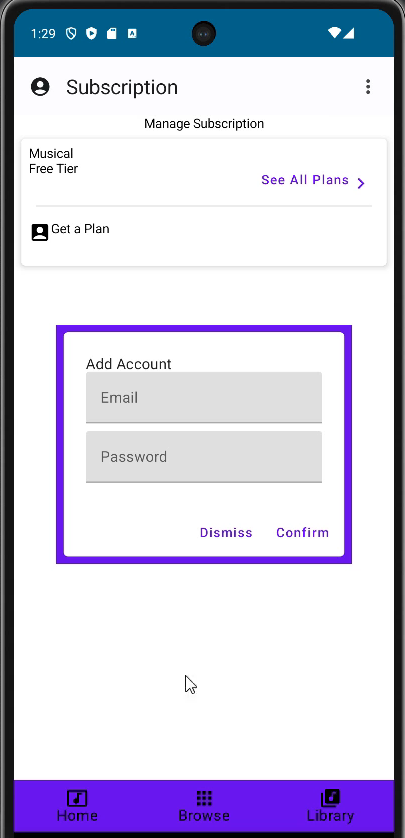 1:29
Subscription
Manage Subscription
Musical
Free Tier
See All Plans
Get a Plan
Add Account
Email
Password
Dismiss Confirm
Home Browse Library